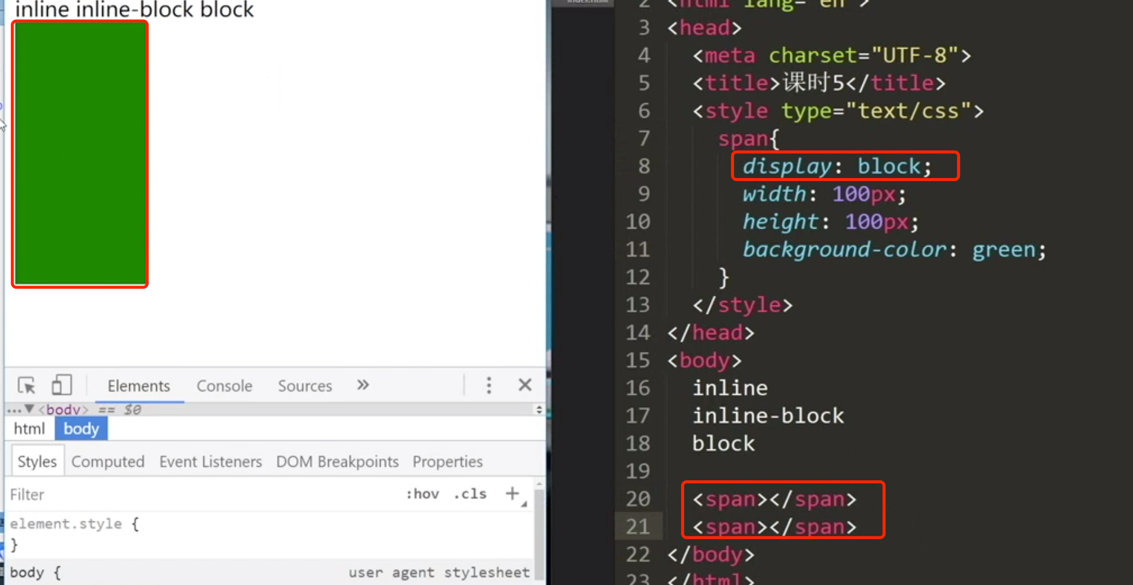 inline inline-block block
Elements Console Sources »
...▼<body> == $0
html body
Styles Computed Event Listeners DOM Breakpoints Properties
Filter :hov .cls +
element.style {
}
body { user agent stylesheet
2 <html lang="en">
3 <head>
4 <meta charset="UTF-8">
5 <title>课时5</title>
6 <style type="text/css">
7 span{
8 display: block;
9 width: 100px;
10 height: 100px;
11 background-color: green;
12 }
13 </style>
14 </head>
15 <body>
16 inline
17 inline-block
18 block
19
20 <span></span>
21 <span></span>
22 </body>
23 </html>